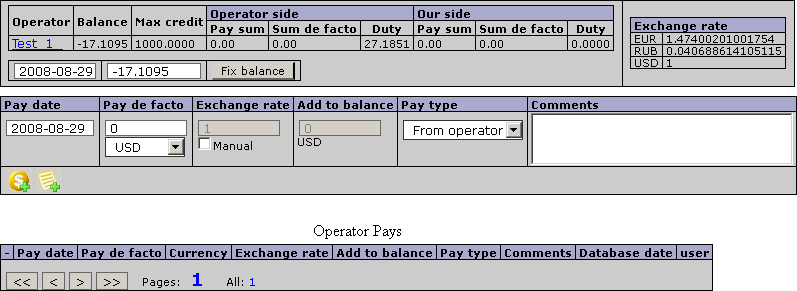 Operator Balance Max credit Operator side Our side
Pay sum Sum de facto Duty Pay sum Sum de facto Duty
Test_1_ -17.1095 1000.0000 0.00 0.00 27.1851 0.00 0.00 0.0000
2008-08-29 -17.1095 Fix balance
Exchange rate
EUR 1.47400201001754
RUB 0.040688614105115
USD 1
Pay date Pay de facto Exchange rate Add to balance Pay type Comments
2008-08-29 0 1 0 From operator
USD Manual USD
Operator Pays
- Pay date Pay de facto Currency Exchange rate Add to balance Pay type Comments Database date user
<< < > >> Pages: 1 All: 1